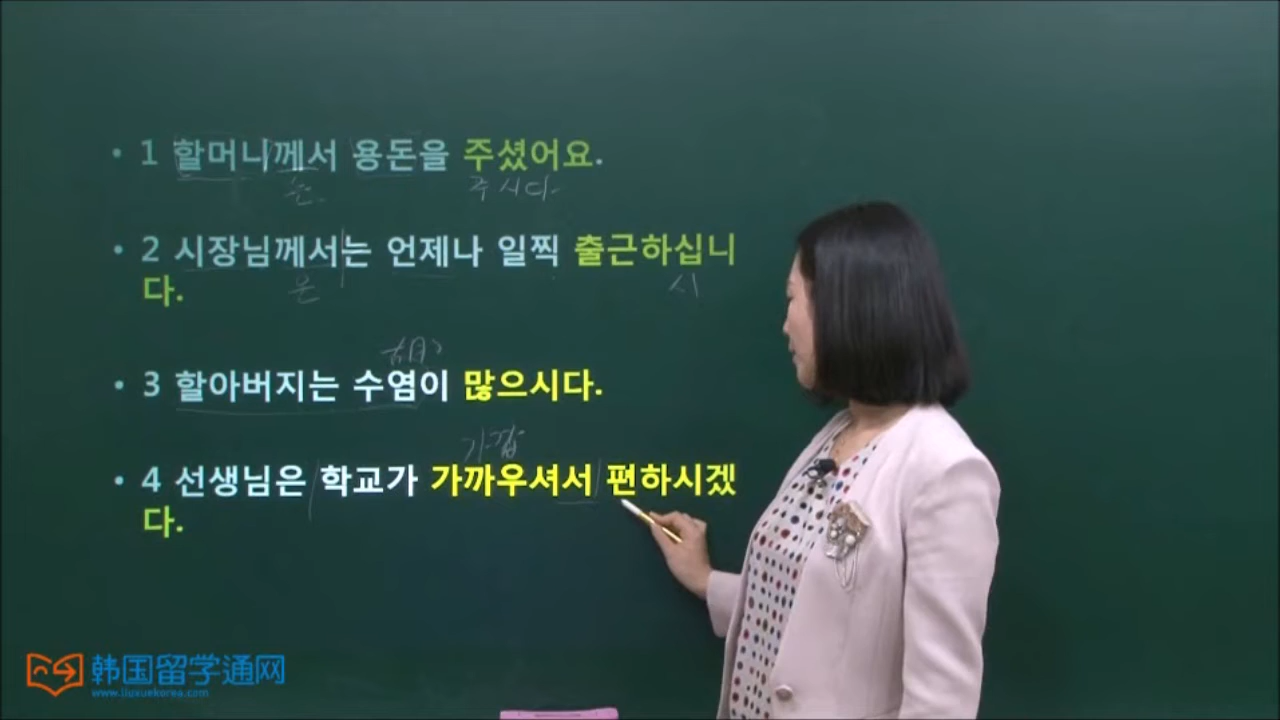 • 1 할머니께서 용돈을 주셨어요.
주시다
• 2 시장님께서는 언제나 일찍 출근하십니
다.
은 시
• 3 할아버지는 수염이 많으시다.
가깝
• 4 선생님은 학교가 가까우셔서 편하시겠
다.
韩国留学通网
www.liuxuekorea.com